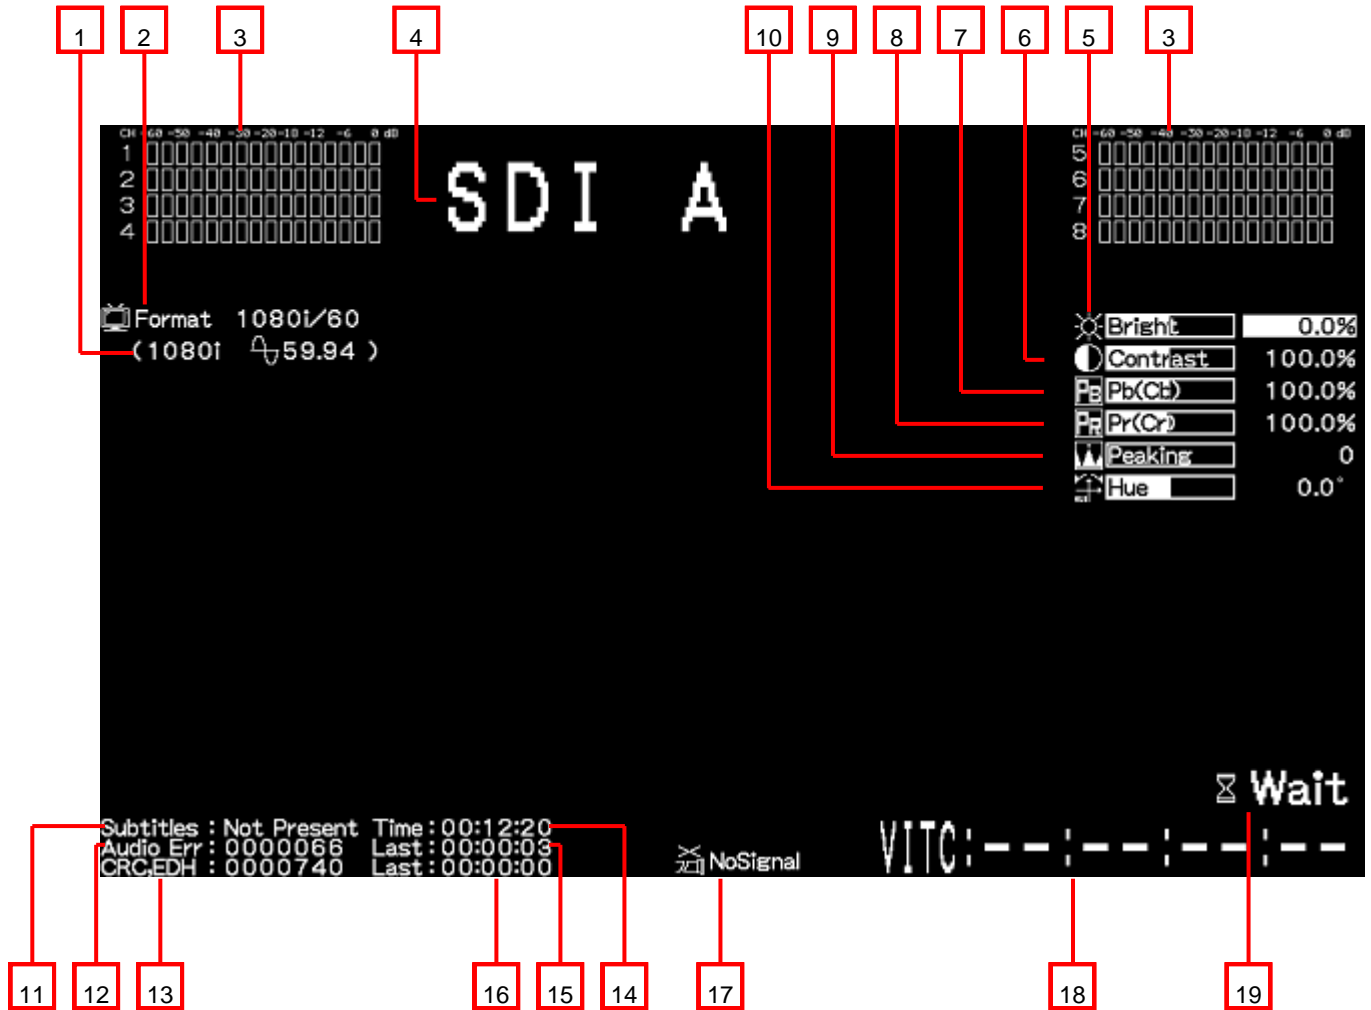 1 2 3 4 10 9 8 7 6 5 3
CH -60 -50 -40 -30 -20 -10 -12 -6 0 dB
1
2
3
4
SDI A
CH -60 -50 -40 -30 -20 -10 -12 -6 0 dB
5
6
7
8
Format 1080i/60
(1080i 59.94 )
Bright 0.0%
Contrast 100.0%
PB Pb(Cb) 100.0%
PR Pr(Cr) 100.0%
Peaking 0
Hue 0.0°
Wait
Subtitles : Not Present Time : 00:12:20
Audio Err : 0000066 Last : 00:00:03
CRC,EDH : 0000740 Last : 00:00:00
NoSignal
VITC:--:--:--:--
11 12 13 16 15 14 17 18 19